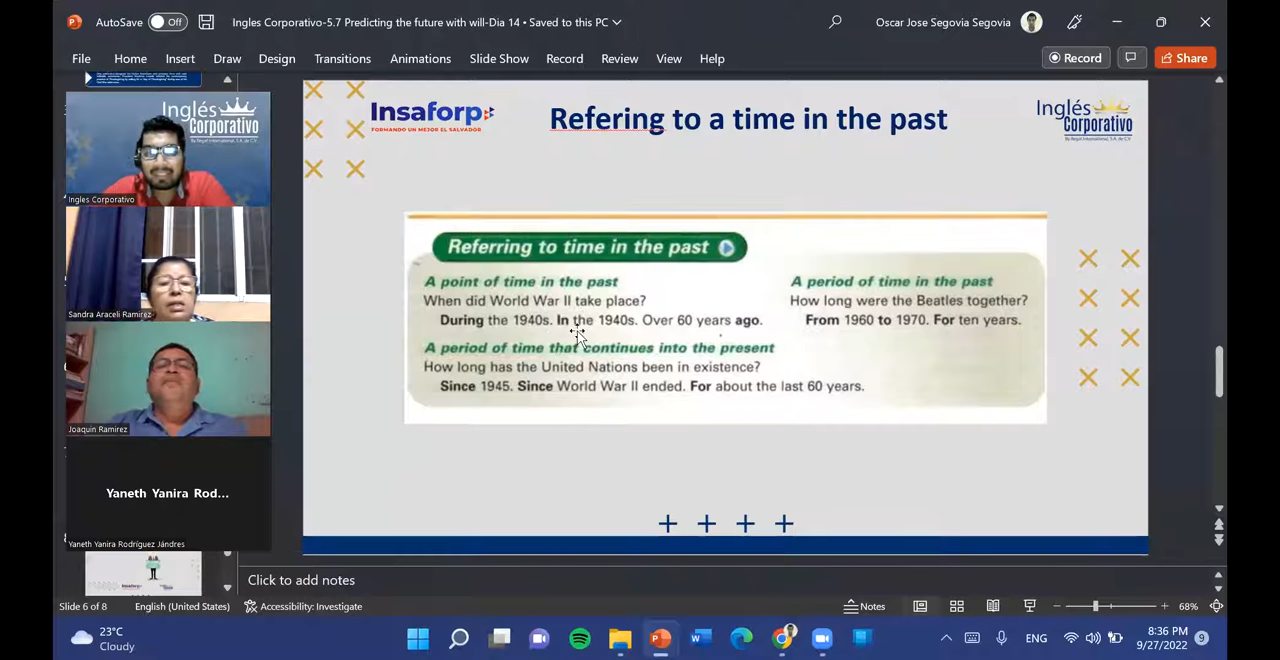 AutoSave Off Ingles Corporativo-5.7 Predicting the future with will-Dia 14 • Saved to this PC Oscar Jose Segovia Segovia
File Home Insert Draw Design Transitions Animations Slide Show Record Review View Help Record Share
Inglés Corporativo
Ingles Corporativo
Sandra Araceli Ramirez
Joaquín Ramirez
Yaneth Yanira Rod...
Yaneth Yanira Rodríguez Jándres
Insaforp
FORMANDO UN MEJOR EL SALVADOR
Refering to a time in the past
Inglés
Corporativo
By Regal International, S.A. de C.V.
Referring to time in the past
A point of time in the past
When did World War II take place?
During the 1940s. In the 1940s. Over 60 years ago.
A period of time in the past
How long were the Beatles together?
From 1960 to 1970. For ten years.
A period of time that continues into the present
How long has the United Nations been in existence?
Since 1945. Since World War II ended. For about the last 60 years.
Click to add notes
Slide 6 of 8 English (United States) Accessibility: Investigate Notes 68%
23°C
Cloudy
ENG
8:36 PM
9/27/2022
9